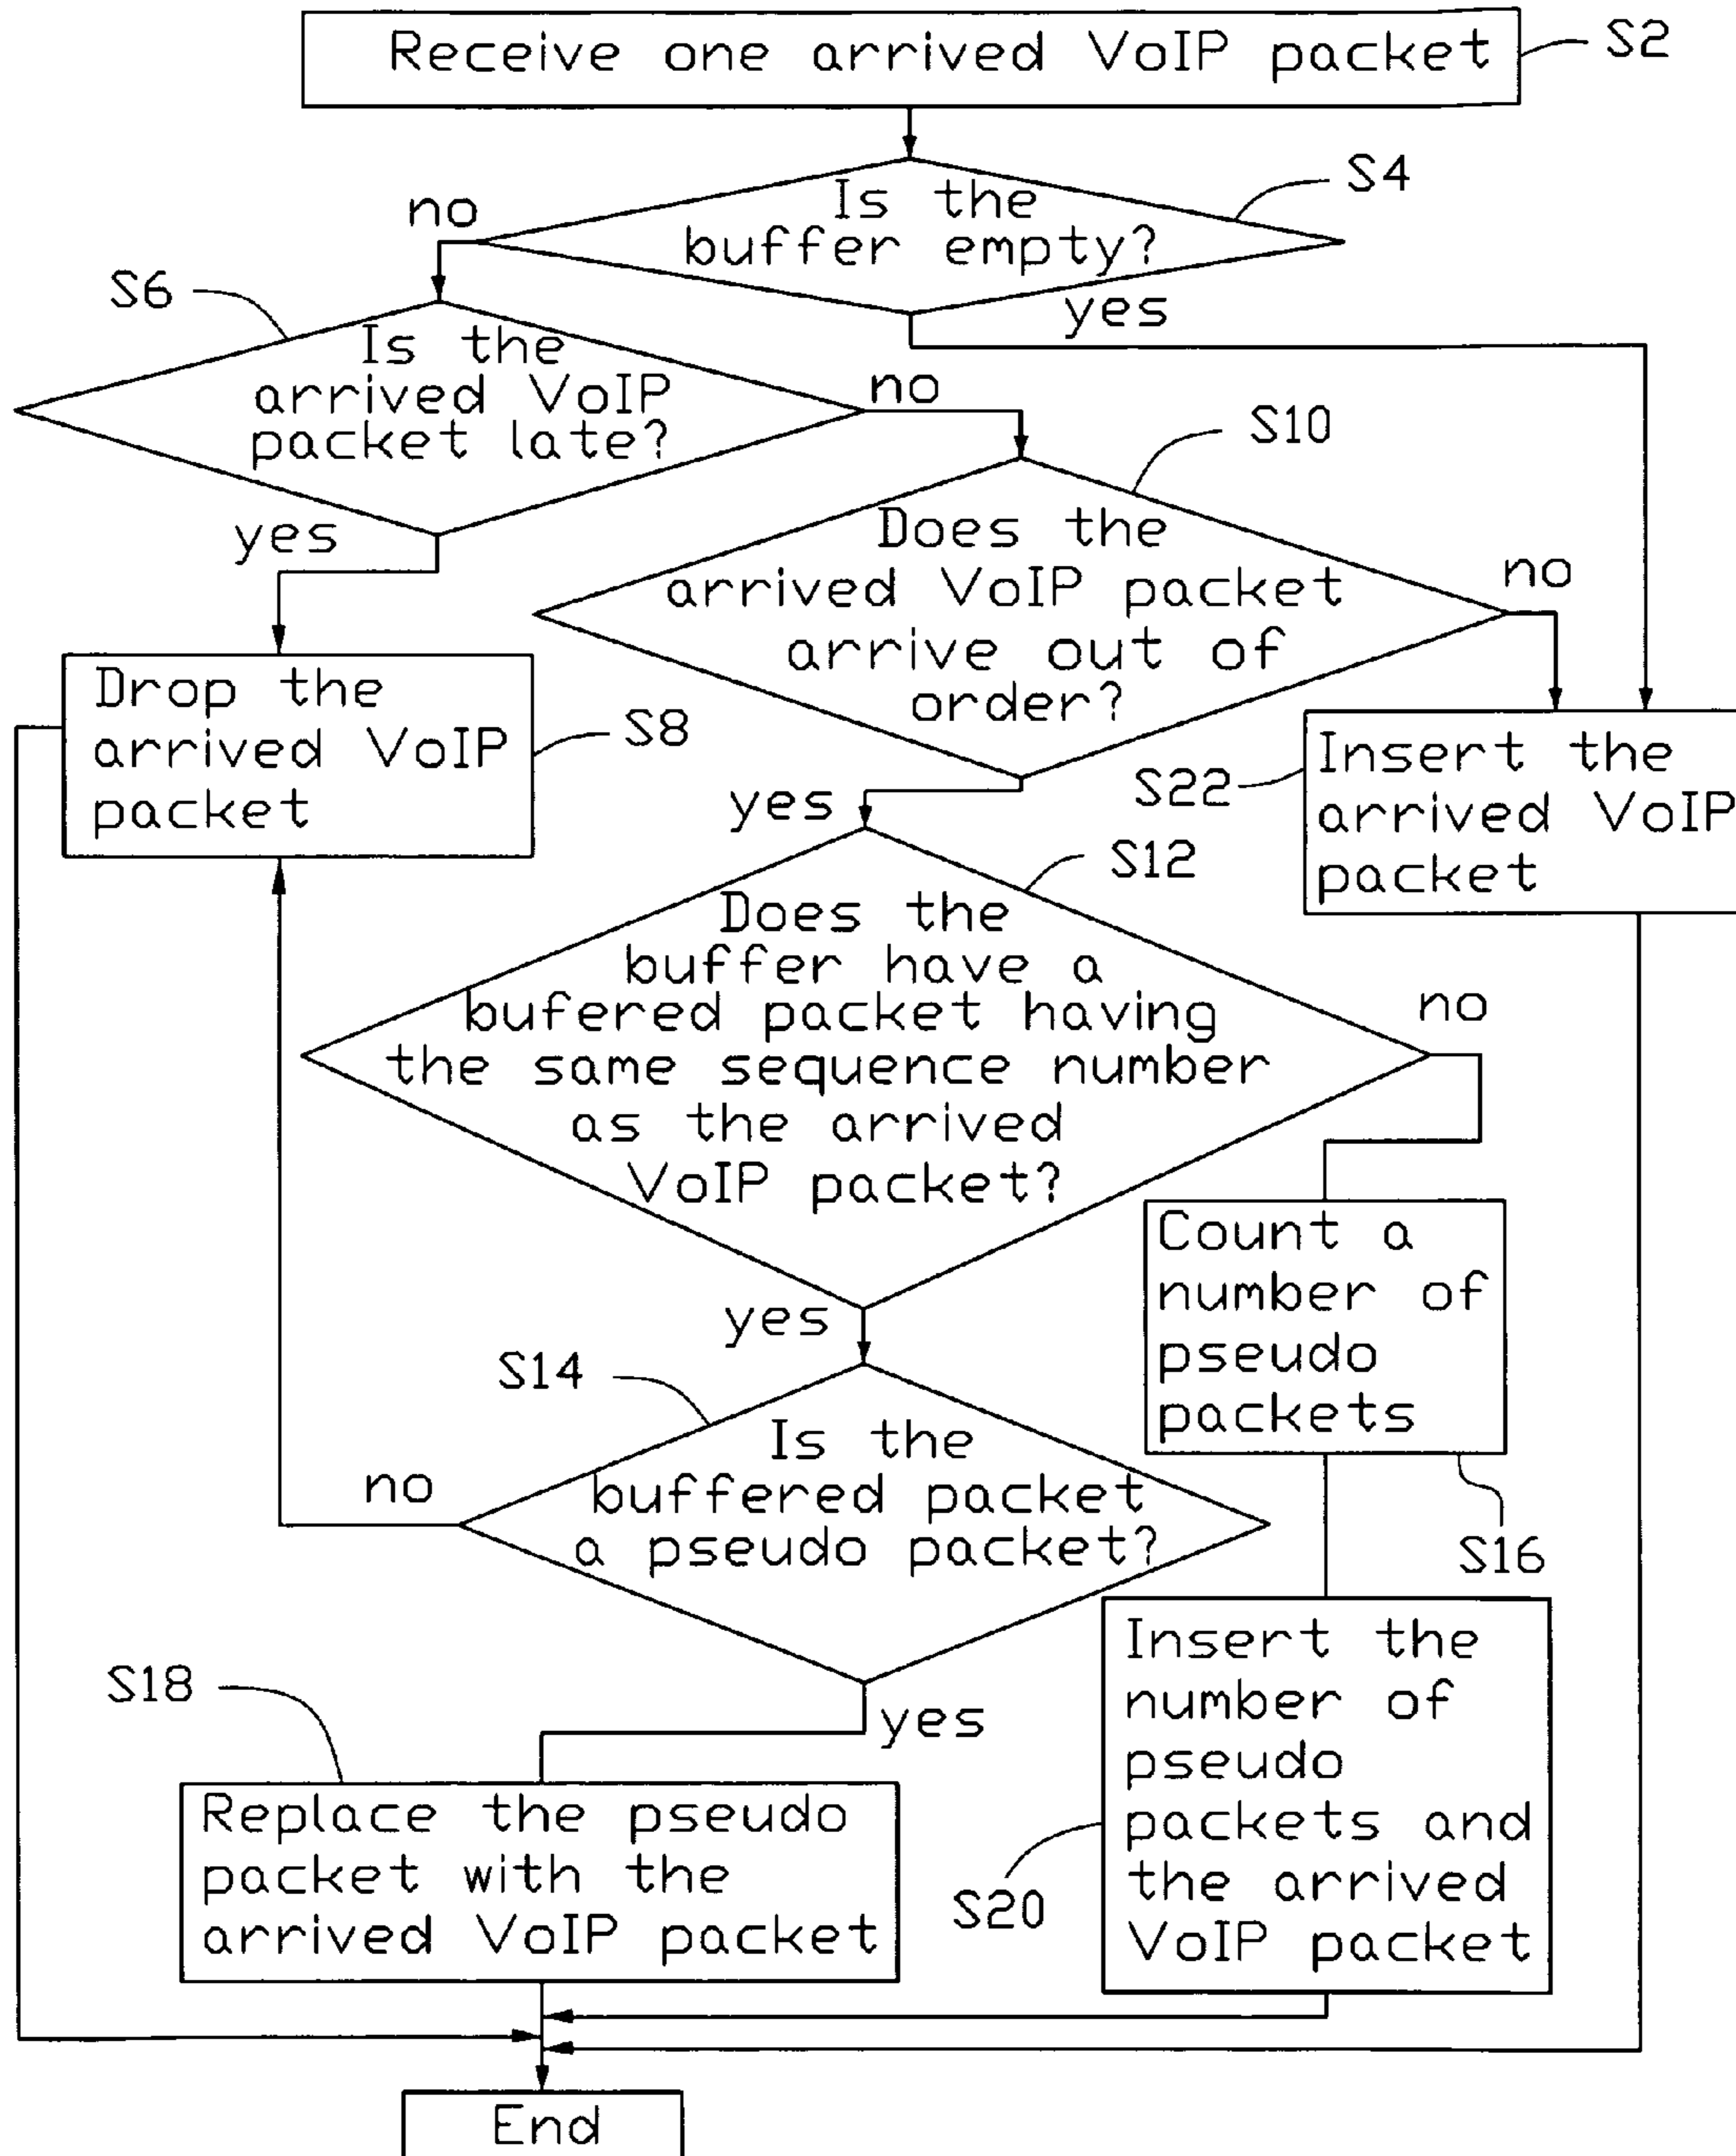 Receive one arrived VoIP packet
S2
Is the
buffer empty?
S4
no
yes
S6
Is the
arrived VoIP
packet late?
no
yes
S10
Does the
arrived VoIP packet
arrive out of
order?
no
yes
Drop the
arrived VoIP
packet
S8
S22
Insert the
arrived VoIP
packet
S12
Does the
buffer have a
bufered packet having
the same sequence number
as the arrived
VoIP packet?
no
yes
Count a
number of
pseudo
packets
S16
S14
Is the
buffered packet
a pseudo packet?
no
yes
S18
Replace the pseudo
packet with the
arrived VoIP packet
S20
Insert the
number of
pseudo
packets and
the arrived
VoIP packet
End